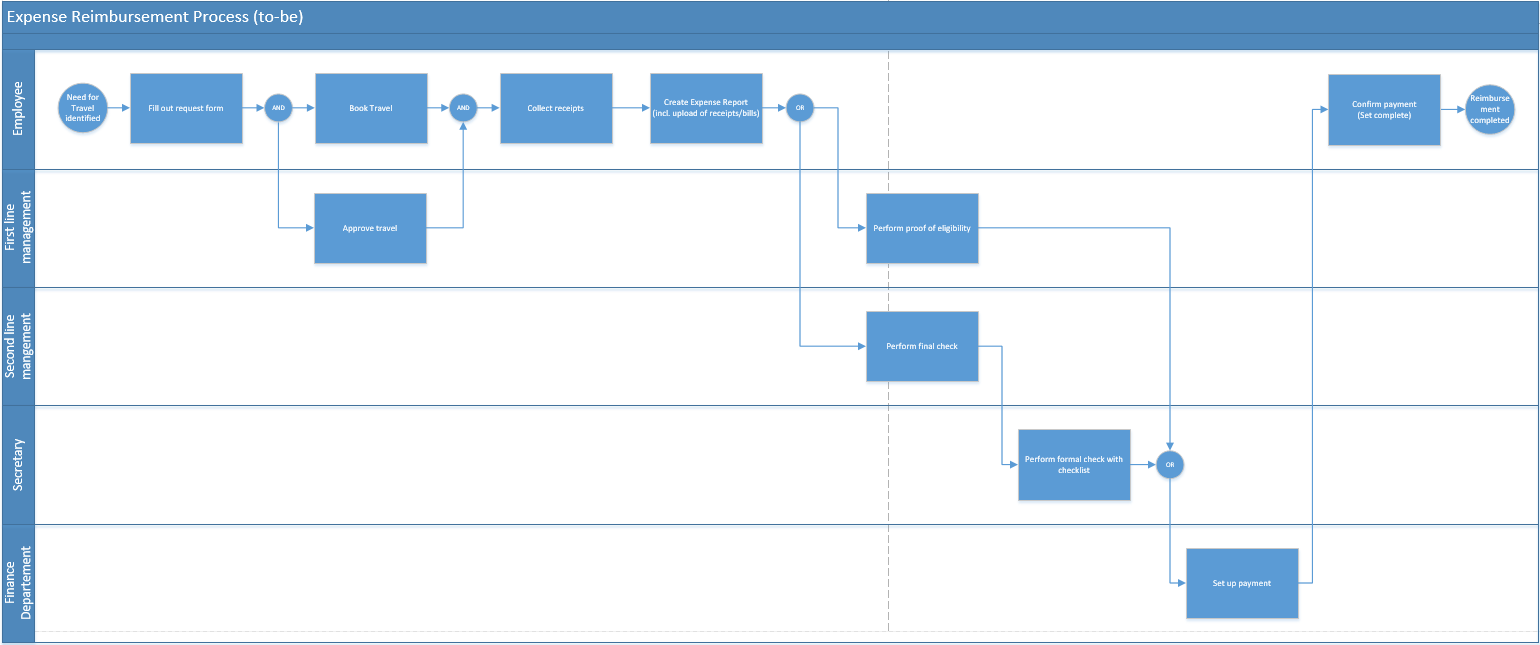 Expense Reimbursement Process (to-be)
Employee
Need for
Travel
identified
Fill out request form
AND
Book Travel
AND
Collect receipts
Create Expense Report
(incl. upload of receipts/bills)
OR
Confirm payment
(Set complete)
Reimburse
ment
completed
First line
management
Approve travel
Perform proof of eligibility
Second line
mangement
Perform final check
Secretary
Perform formal check with
checklist
OR
Finance
Departement
Set up payment